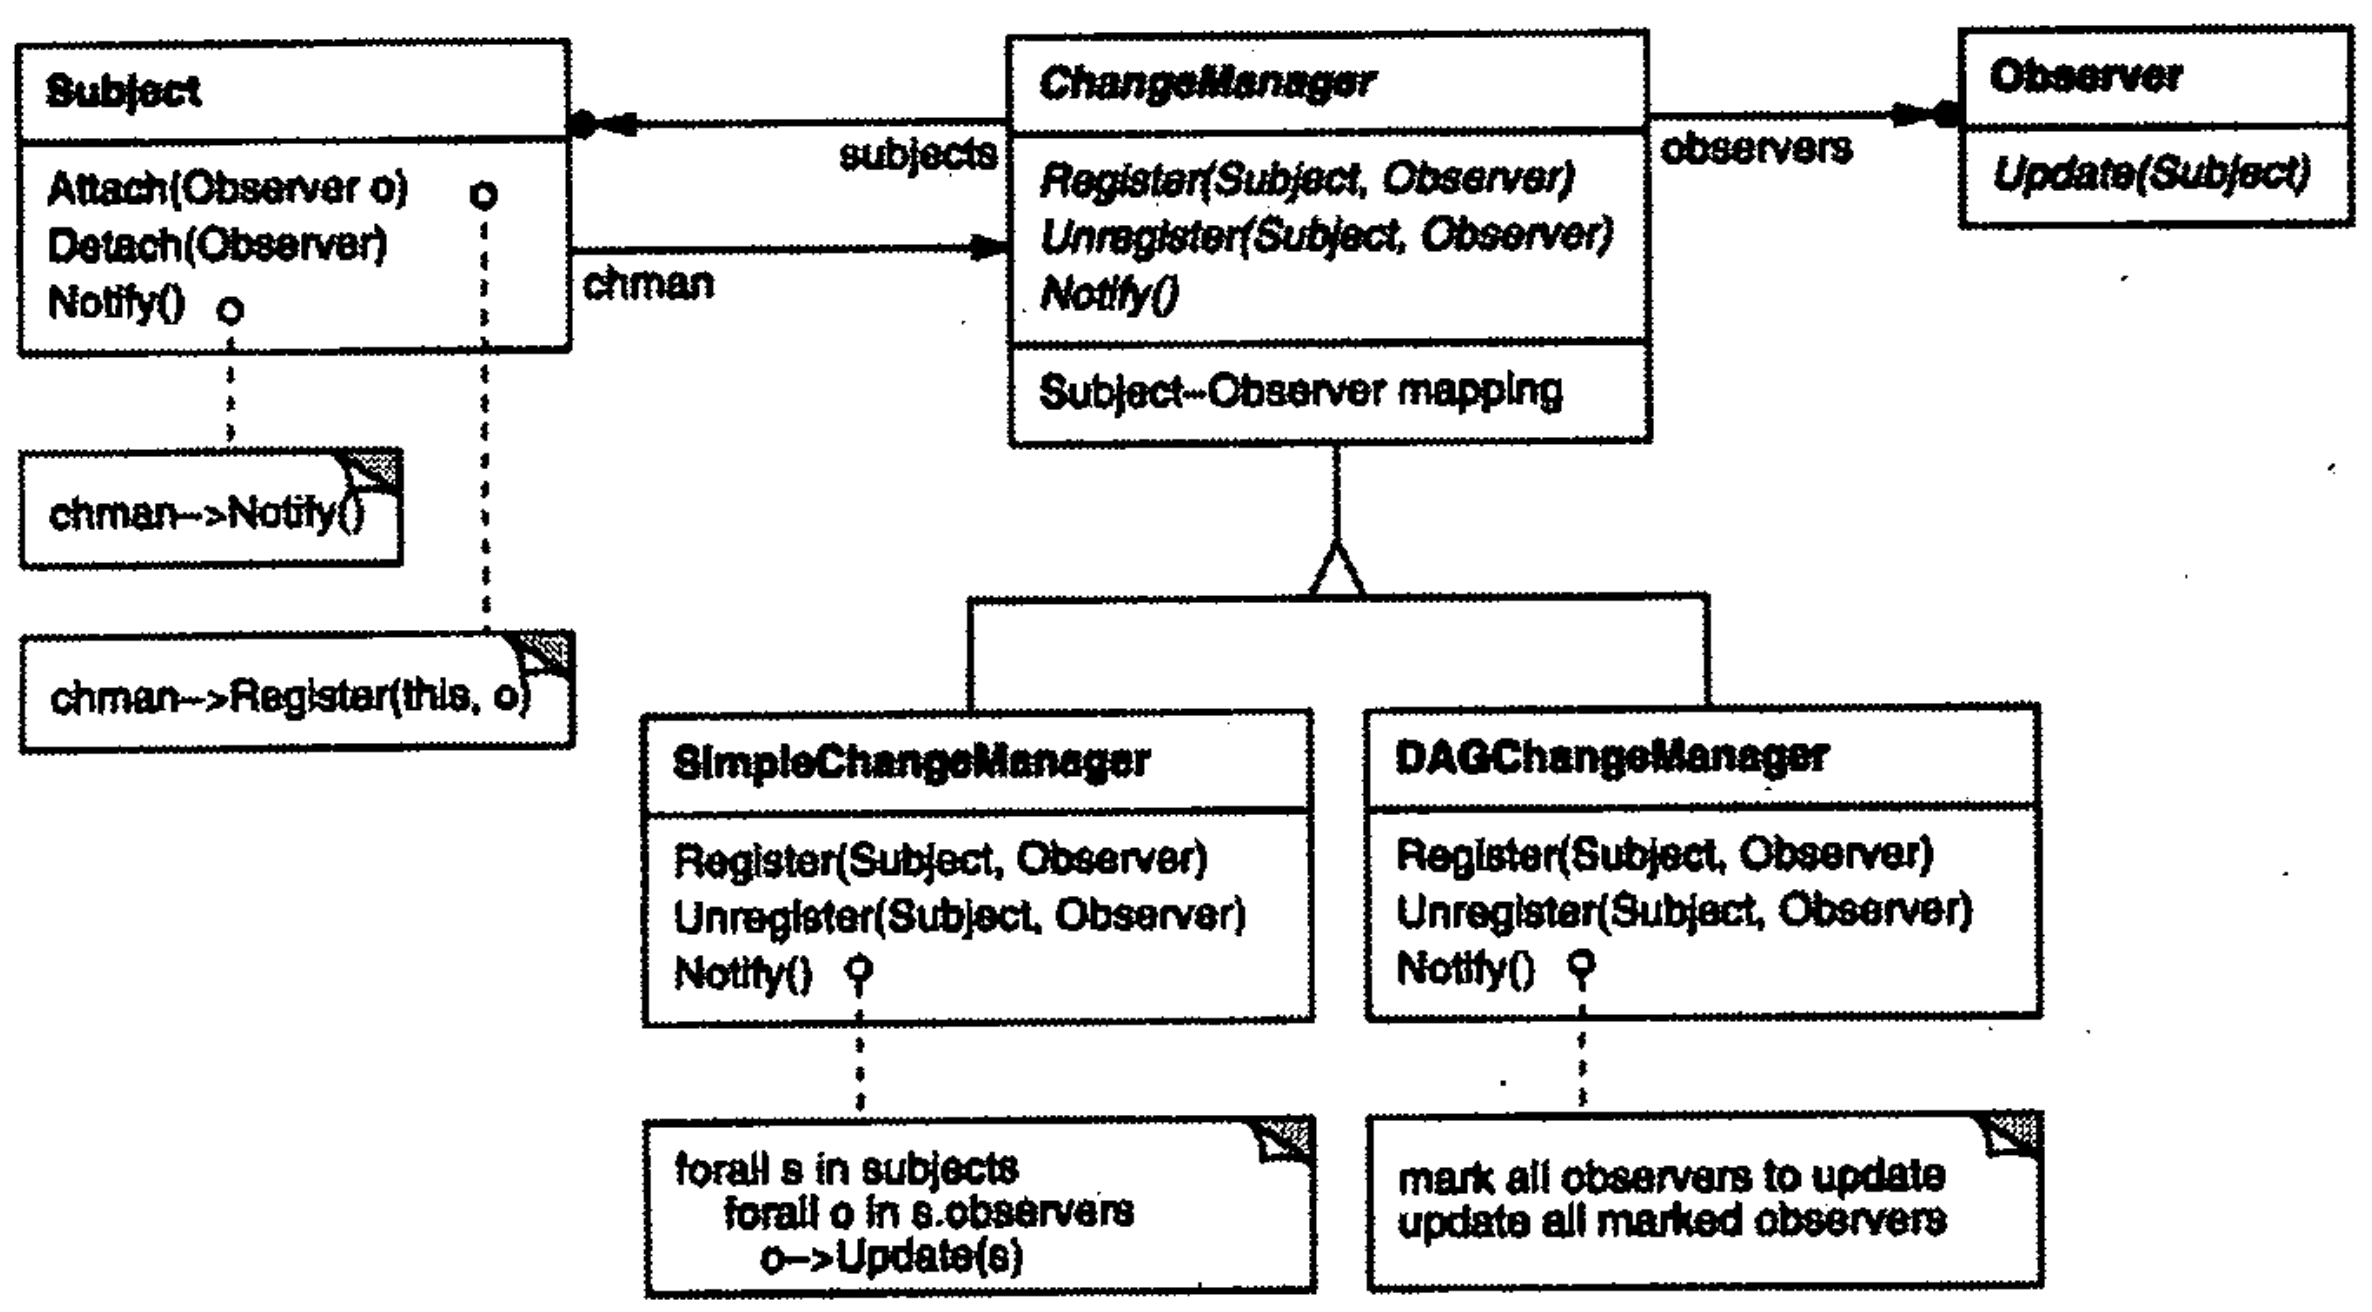 Subject
Attach(Observer o)
Detach(Observer)
Notify()
chman-->Notify()
chman-->Register(this, o)
subjects
chman
ChangeManager
Register(Subject, Observer)
Unregister(Subject, Observer)
Notify()
Subject--Observer mapping
observers
Observer
Update(Subject)
SimpleChangeManager
Register(Subject, Observer)
Unregister(Subject, Observer)
Notify()
forall s in subjects
forall o in s.observers
o-->Update(s)
DAGChangeManager
Register(Subject, Observer)
Unregister(Subject, Observer)
Notify()
mark all observers to update
update all marked observers